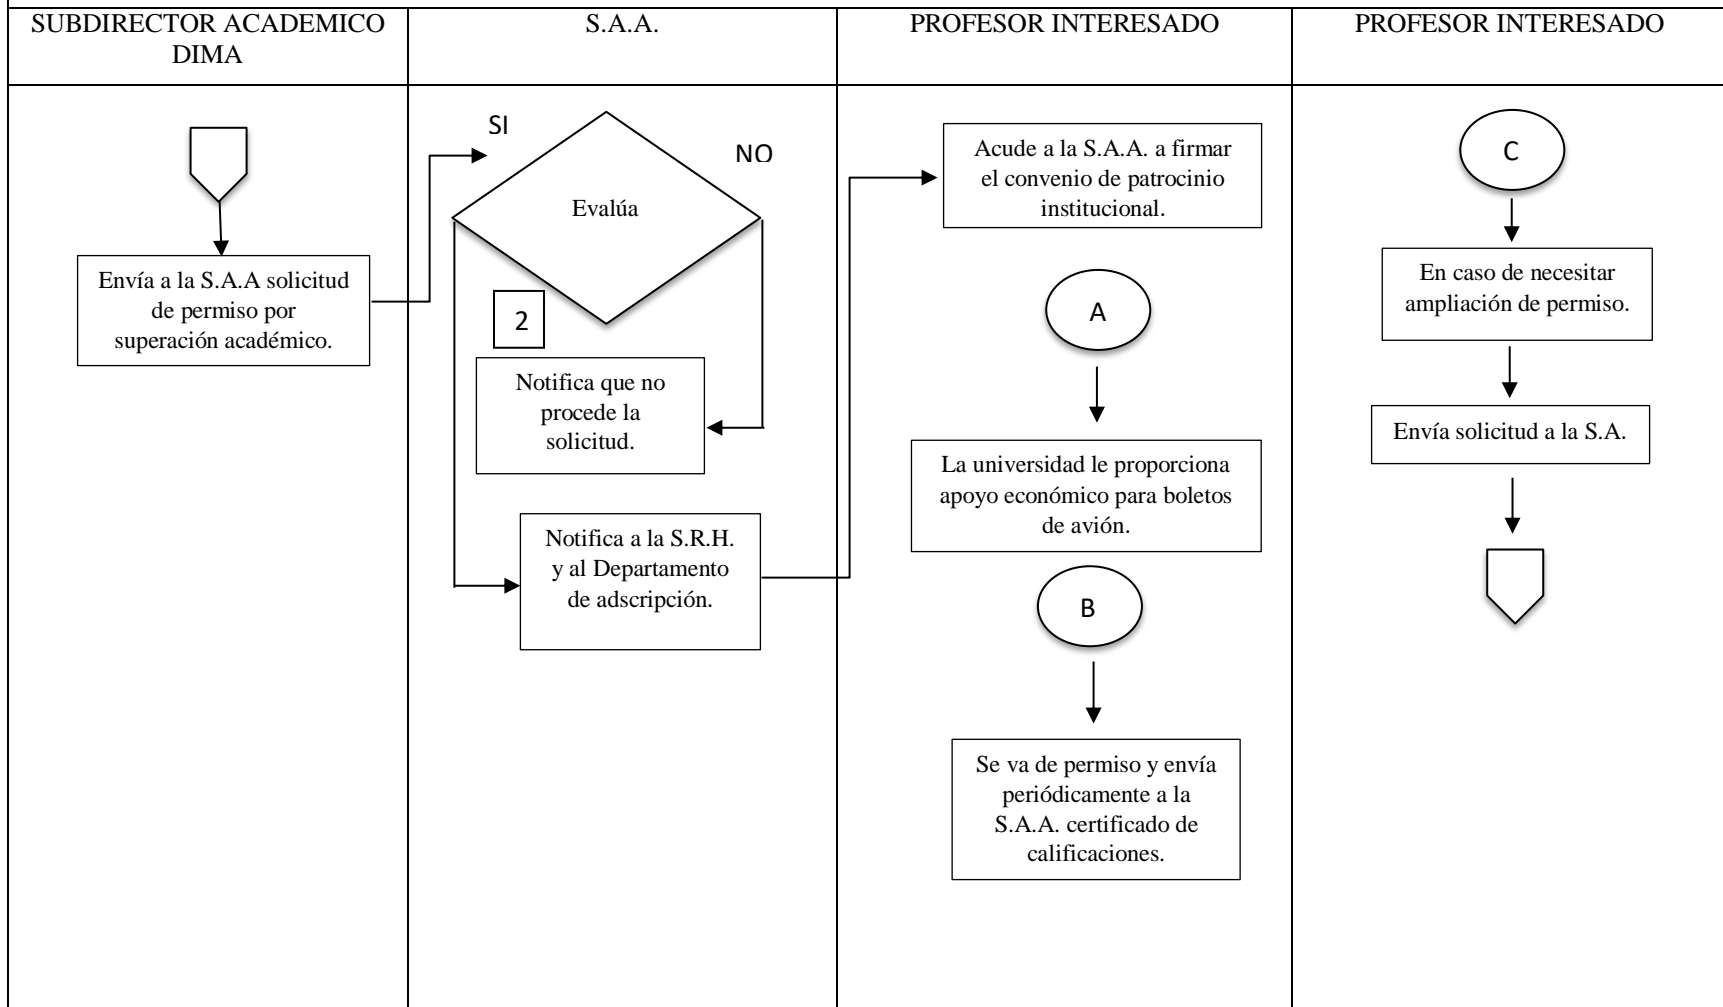 SUBDIRECTOR ACADEMICO
DIMA
S.A.A.
PROFESOR INTERESADO
PROFESOR INTERESADO
Envía a la S.A.A solicitud
de permiso por
superación académico.
SI
NO
Evalúa
2
Notifica que no
procede la
solicitud.
Notifica a la S.R.H.
y al Departamento
de adscripción.
Acude a la S.A.A. a firmar
el convenio de patrocinio
institucional.
A
La universidad le proporciona
apoyo económico para boletos
de avión.
B
Se va de permiso y envía
periódicamente a la
S.A.A. certificado de
calificaciones.
C
En caso de necesitar
ampliación de permiso.
Envía solicitud a la S.A.